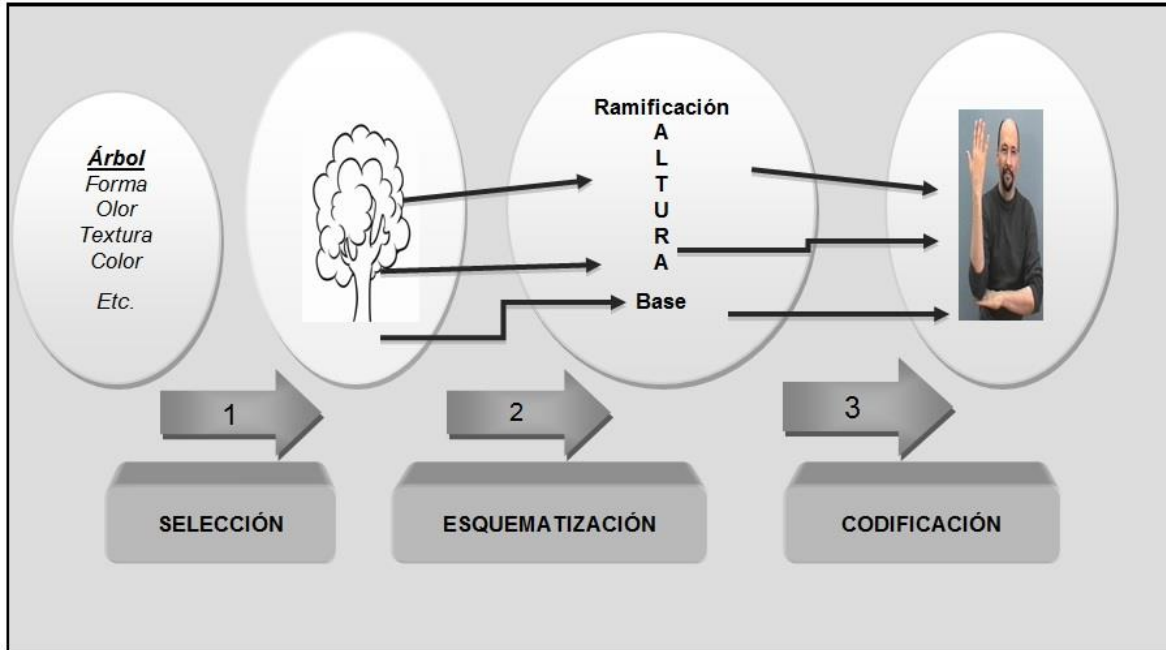 Árbol
Forma
Olor
Textura
Color
Etc.
Ramificación
A
L
T
U
R
A
Base
1
2
3
SELECCIÓN
ESQUEMATIZACIÓN
CODIFICACIÓN